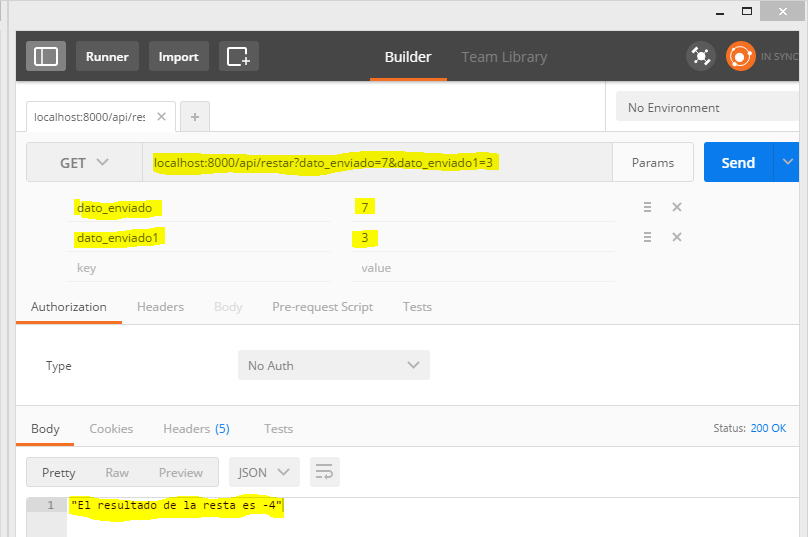 Runner Import Builder Team Library IN SYNC
localhost:8000/api/res No Environment
GET localhost:8000/api/restar?dato_enviado=7&dato_enviado1=3 Params Send
dato_enviado 7
dato_enviado1 3
key value
Authorization Headers Body Pre-request Script Tests
Type No Auth
Body Cookies Headers (5) Tests Status: 200 OK
Pretty Raw Preview JSON
1 "El resultado de la resta es -4"